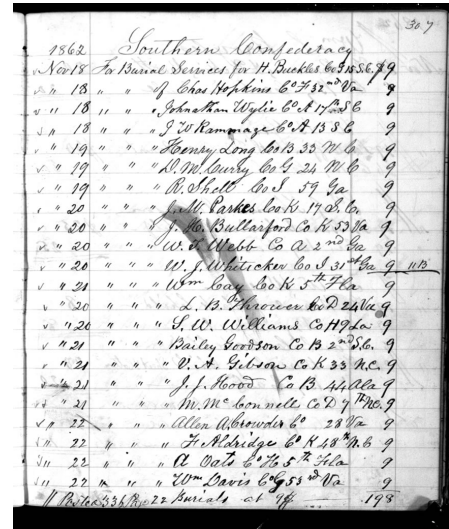 307
1862 Southern Confederacy
Nov 18 For Burial Services for H. Buckles Co I 15 S.C. $ 9
" 18 " " " Chas Hopkins Co F 32nd Va 9
" 18 " " " Johnathan Wylie Co A 17th S C 9
" 18 " " " J W Rammage Co A 13 S C 9
" 19 " " " Henry Long Co B 33 N C 9
" 19 " " " D. M. Curry Co G 24 N C 9
" 19 " " " R. Shell Co I 59 Ga 9
" 20 " " " J. W. Parkes Co K 17 S. C. 9
" 20 " " " J. H. Bullarford Co K 53 Va 9
" 20 " " " W. F. Webb Co A 2nd Ga 9
" 20 " " " W. J. Whiticker Co I 31st Ga 9 113
" 21 " " " Wm Cay Co K 5th Fla 9
" 20 " " " L. B. Thrower Co D 24 Va 9
" 20 " " " S. W. Williams Co H 9 La 9
" 21 " " " Bailey Goodson Co B 2nd S.C. 9
" 21 " " " V. A. Gibson Co K 33 N.C. 9
" 21 " " " J. J. Hood Co B 44 Ala 9
" 21 " " " M. McConnell Co D 7th N.C. 9
" 22 " " " Allen A. Crowder Co 28 Va 9
" 22 " " " F. Aldridge Co K 48th N. C 9
" 22 " " " A Oats Co H 5th Fla 9
" 22 " " " Wm Davis Co G 53rd Va 9
Posted 336 Pge 22 Burials at 9 198